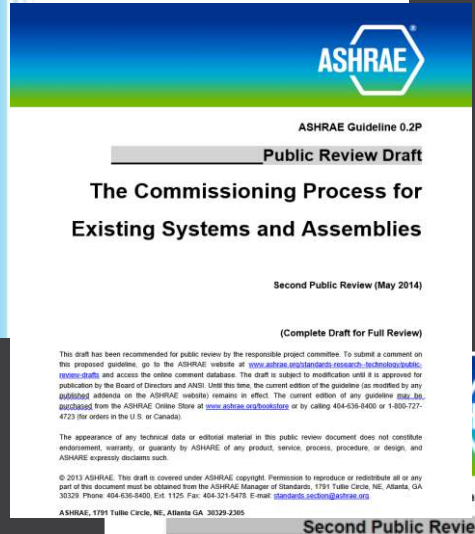 ASHRAE
ASHRAE Guideline 0.2P
Public Review Draft
The Commissioning Process for
Existing Systems and Assemblies
Second Public Review (May 2014)
(Complete Draft for Full Review)
This draft has been recommended for public review by the responsible project committee. To submit a comment on
this proposed guideline, go to the ASHRAE website at www.ashrae.org/standards-research--technology/public-
review-drafts and access the online comment database. The draft is subject to modification until it is approved for
publication by the Board of Directors and ANSI. Until this time, the current edition of the guideline (as modified by any
published addenda on the ASHRAE website) remains in effect. The current edition of any guideline may be
purchased from the ASHRAE Online Store at www.ashrae.org/bookstore or by calling 404-636-8400 or 1-800-727-
4723 (for orders in the U.S. or Canada).
The appearance of any technical data or editorial material in this public review document does not constitute
endorsement, warranty, or guaranty by ASHARE of any product, service, process, procedure, or design, and
ASHARE expressly disclaims such.
© 2013 ASHRAE. This draft is covered under ASHRAE copyright. Permission to reproduce or redistribute all or any
part of this document must be obtained from the ASHRAE Manager of Standards, 1791 Tullie Circle, NE, Atlanta, GA
30329. Phone: 404-636-8400, Ext. 1125. Fax: 404-321-5478. E-mail: standards.section@ashrae.org.
ASHRAE, 1791 Tullie Circle, NE, Atlanta GA 30329-2305
Second Public Revie